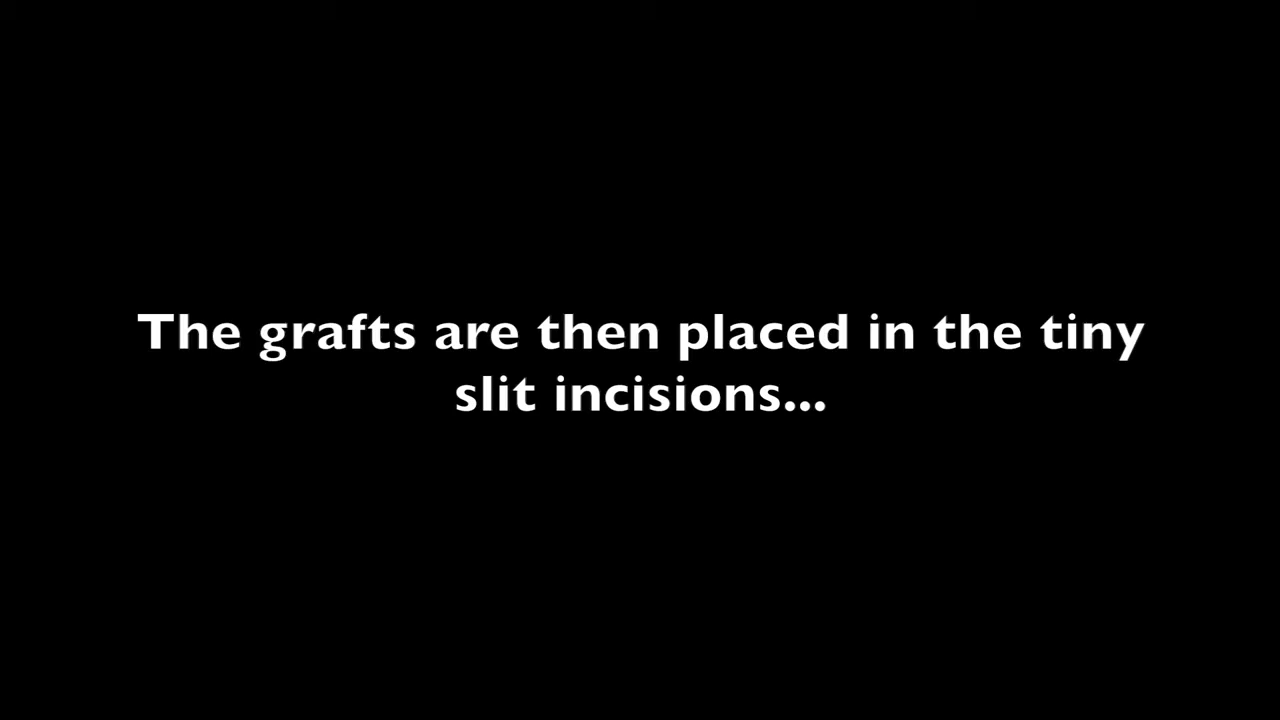 The grafts are then placed in the tiny
slit incisions...